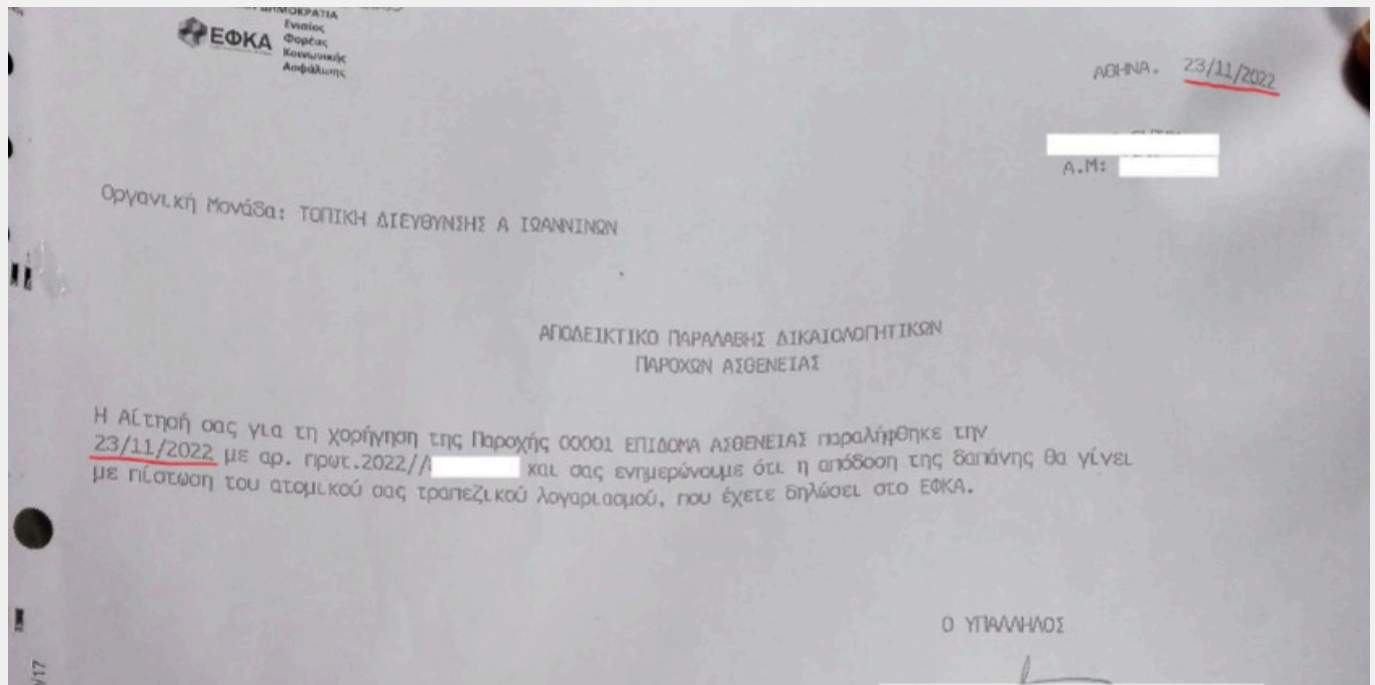 ΔΗΜΟΚΡΑΤΙΑ
ΕΦΚΑ
Ενιαίος
Φορέας
Κοινωνικής
Ασφάλισης
ΑΘΗΝΑ. 23/11/2022
Α.Μ:
Οργανική Μονάδα: ΤΟΠΙΚΗ ΔΙΕΥΘΥΝΣΗΣ Α ΙΩΑΝΝΙΝΩΝ
ΑΠΟΔΕΙΚΤΙΚΟ ΠΑΡΑΛΑΒΗΣ ΔΙΚΑΙΟΛΟΓΗΤΙΚΩΝ
ΠΑΡΟΧΩΝ ΑΣΘΕΝΕΙΑΣ
Η Αίτησή σας για τη χορήγηση της Παροχής 00001 ΕΠΙΔΟΜΑ ΑΣΘΕΝΕΙΑΣ παραλήφθηκε την
23/11/2022 με αρ. πρωτ.2022// και σας ενημερώνουμε ότι η απόδοση της δαπάνης θα γίνει
με πίστωση του ατομικού σας τραπεζικού λογαριασμού, που έχετε δηλώσει στο ΕΦΚΑ.
Ο ΥΠΑΛΛΗΛΟΣ
/17